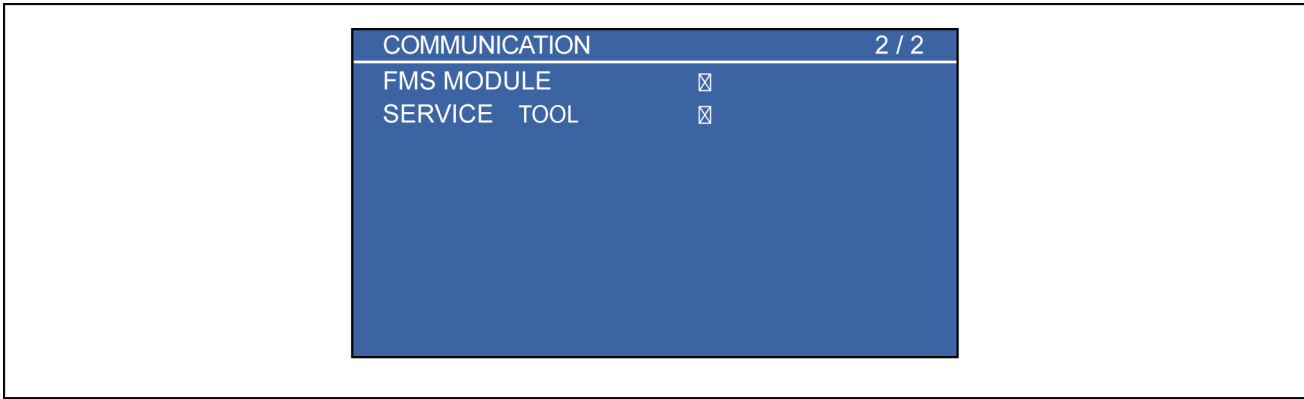 COMMUNICATION 2 / 2
FMS MODULE ☒
SERVICE TOOL ☒